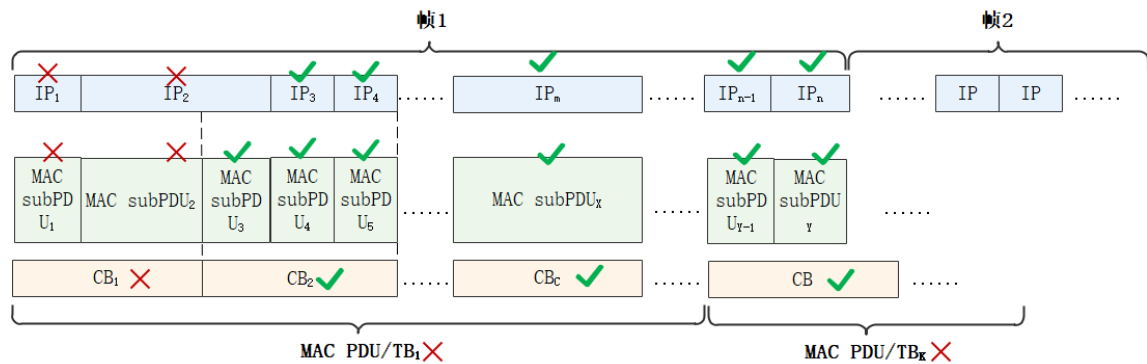 帧1
帧2
IP₁
IP₂
IP₃
IP₄
......
IPₘ
......
IPₙ₋₁
IPₙ
......
IP
IP
......
MAC
subPD
U₁
MAC subPDU₂
MAC
subPD
U₃
MAC
subPD
U₄
MAC
subPD
U₅
......
MAC subPDUₓ
......
MAC
subPD
Uʏ₋₁
MAC
subPDU
ʏ
......
CB₁
CB₂
......
CBc
......
CB
......
MAC PDU/TB₁
MAC PDU/TBᴋ